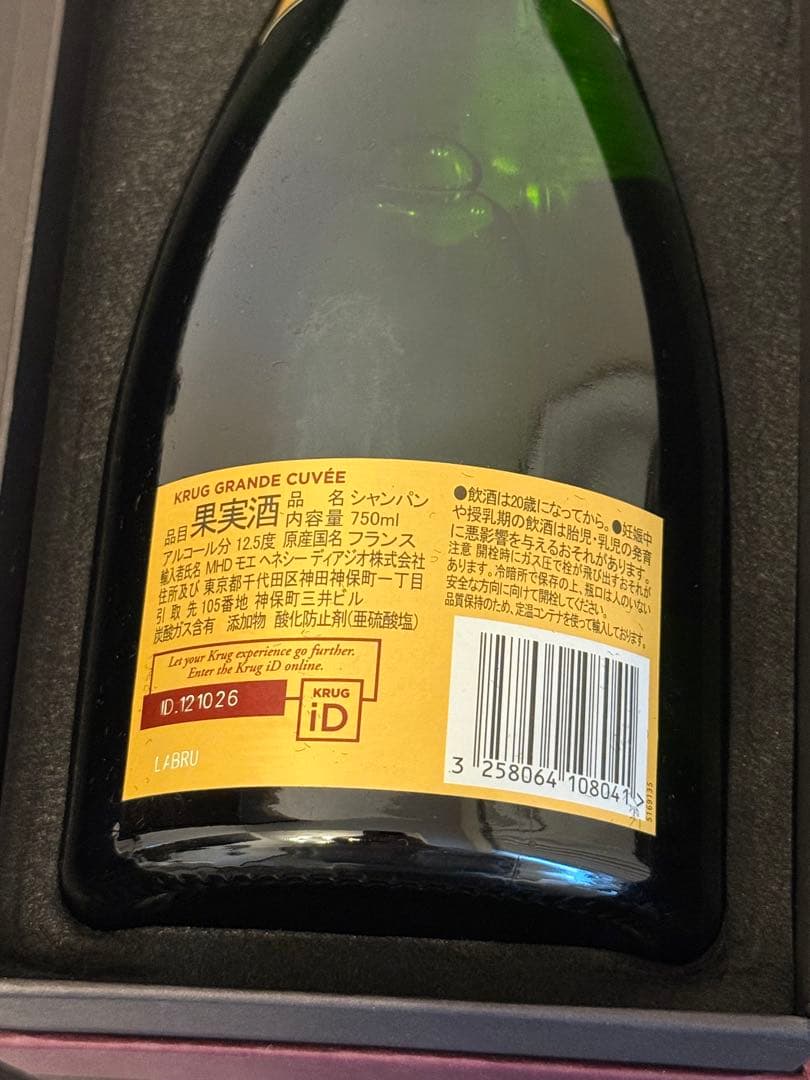 KRUG GRANDE CUVÉE
品目 果実酒 品名 シャンパン
内容量 750ml
アルコール分 12.5度 原産国名 フランス
輸入者氏名 MHD モエ ヘネシー ディアジオ株式会社
住所及び 東京都千代田区神田神保町一丁目
引取先 105番地 神保町三井ビル
炭酸ガス含有 添加物 酸化防止剤(亜硫酸塩)
Let your Krug experience go further.
Enter the Krug iD online.
ID.121026
KRUG
iD
LABRU
●飲酒は20歳になってから。●妊娠中
や授乳期の飲酒は胎児・乳児の発育
に悪影響を与えるおそれがあります。
注意 開栓時にガス圧で栓が飛び出すおそれが
あります。冷暗所で保存の上、瓶口は人のいない
安全な方向に向けて開栓してください。
品質保持のため、定温コンテナを使って輸入しております。
3 258064 108041 >
5169135